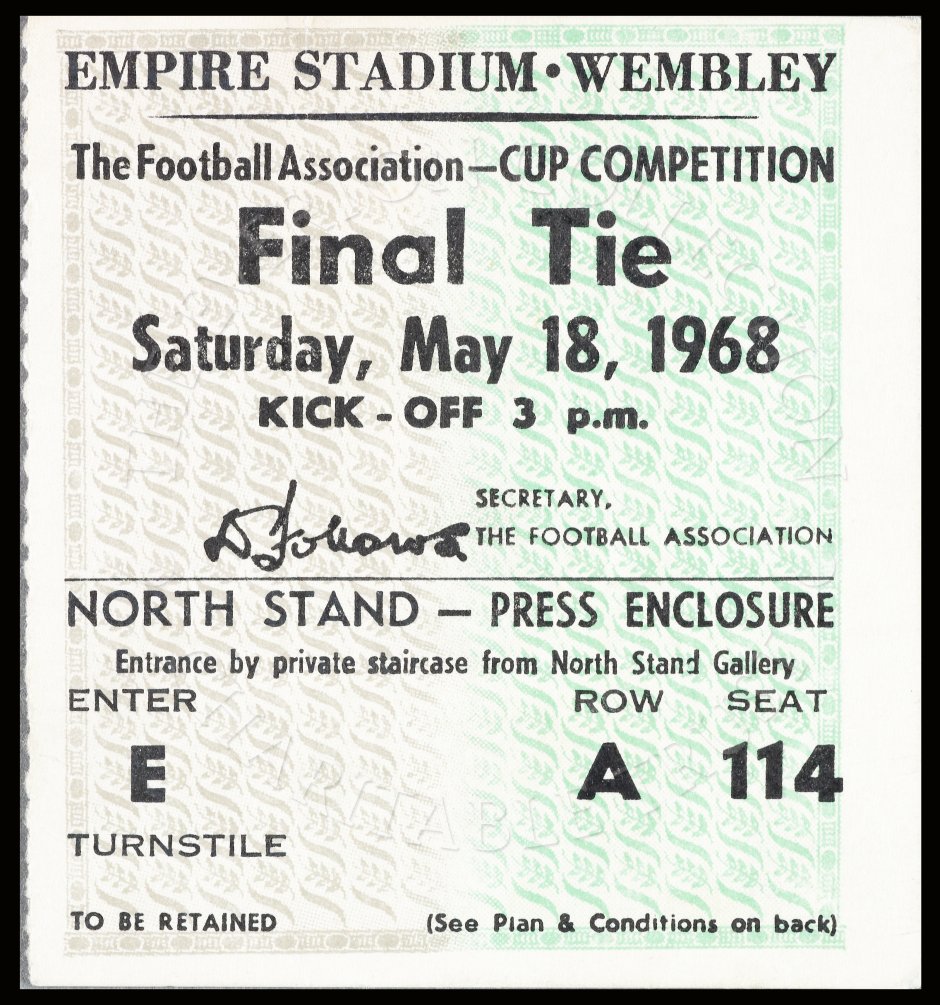 EMPIRE STADIUM • WEMBLEY
The Football Association—CUP COMPETITION
Final Tie
Saturday, May 18, 1968
KICK - OFF 3 p.m.
SECRETARY,
THE FOOTBALL ASSOCIATION
NORTH STAND — PRESS ENCLOSURE
Entrance by private staircase from North Stand Gallery
ENTER ROW SEAT
E A 114
TURNSTILE
TO BE RETAINED (See Plan & Conditions on back)